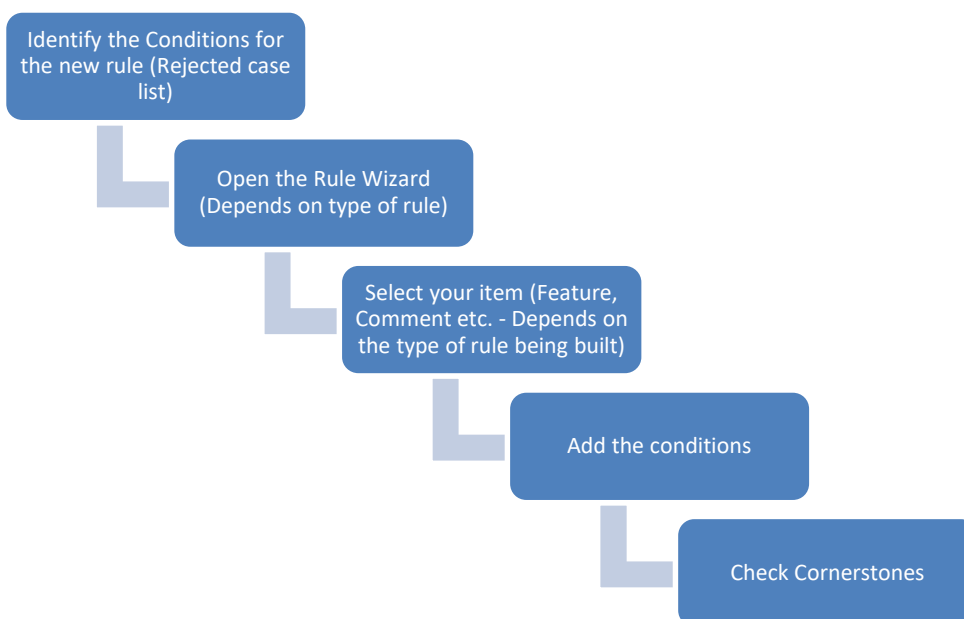 Identify the Conditions for
the new rule (Rejected case
list)
Open the Rule Wizard
(Depends on type of rule)
Select your item (Feature,
Comment etc. - Depends on
the type of rule being built)
Add the conditions
Check Cornerstones